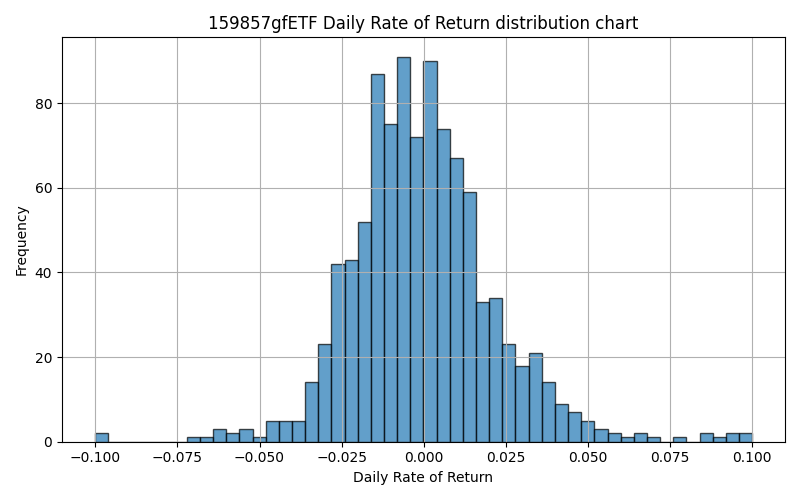 159857gfETF Daily Rate of Return distribution chart
Frequency
80
60
40
20
0
−0.100 −0.075 −0.050 −0.025 0.000 0.025 0.050 0.075 0.100
Daily Rate of Return